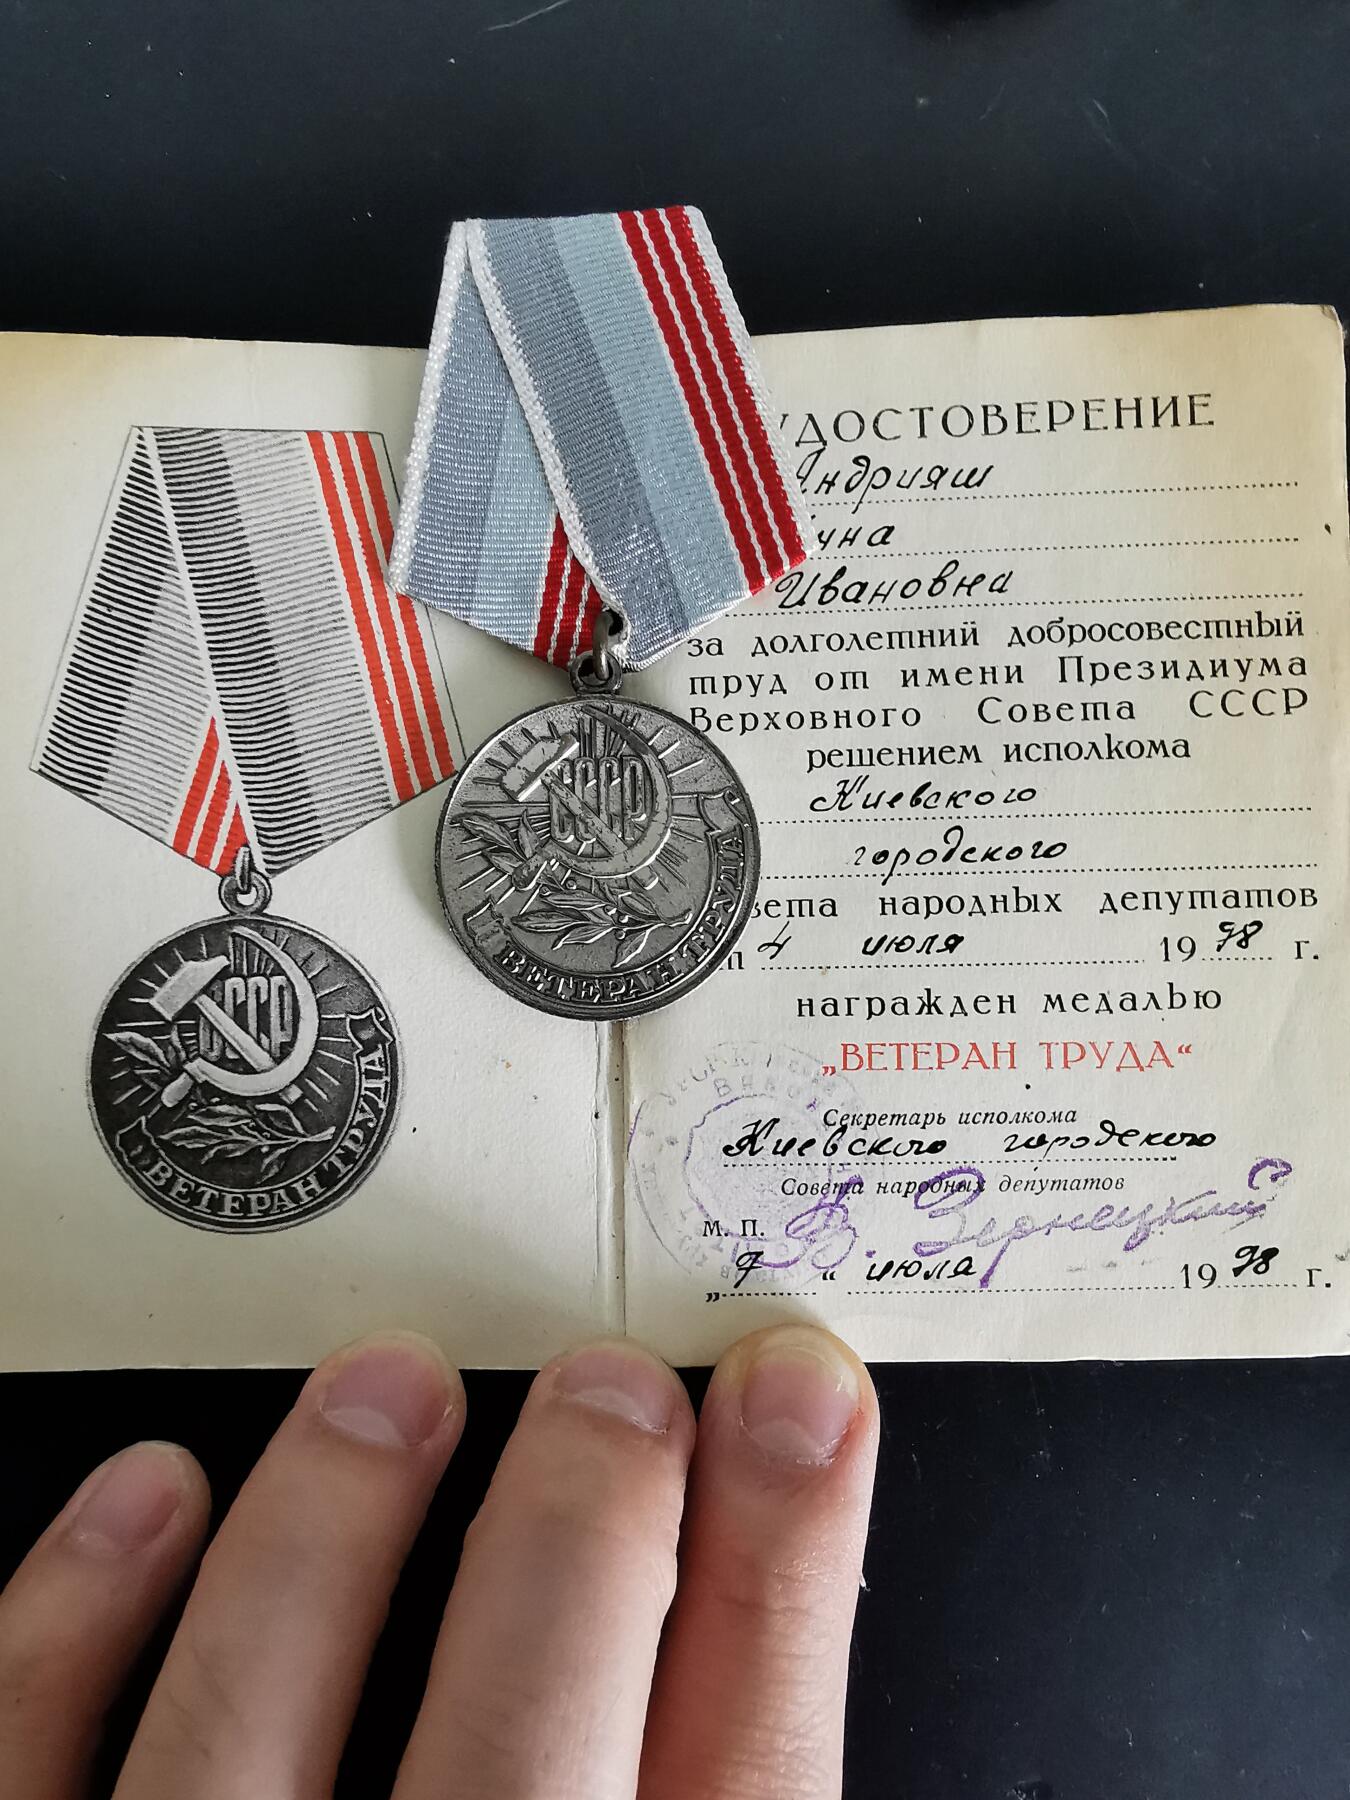 УДОСТОВЕРЕНИЕ
Андрияш
Ивановна
за долголетний добросовестный
труд от имени Президиума
Верховного Совета СССР
решением исполкома
Киевского
городского
вета народных депутатов
4 июля 1978 г.
награжден медалью
„ВЕТЕРАН ТРУДА“
Секретарь исполкома
Киевского городского
Совета народных депутатов
М. П.
„7“ июля 1978 г.
СССР
ВЕТЕРАН ТРУДА
СССР
ВЕТЕРАН ТРУДА